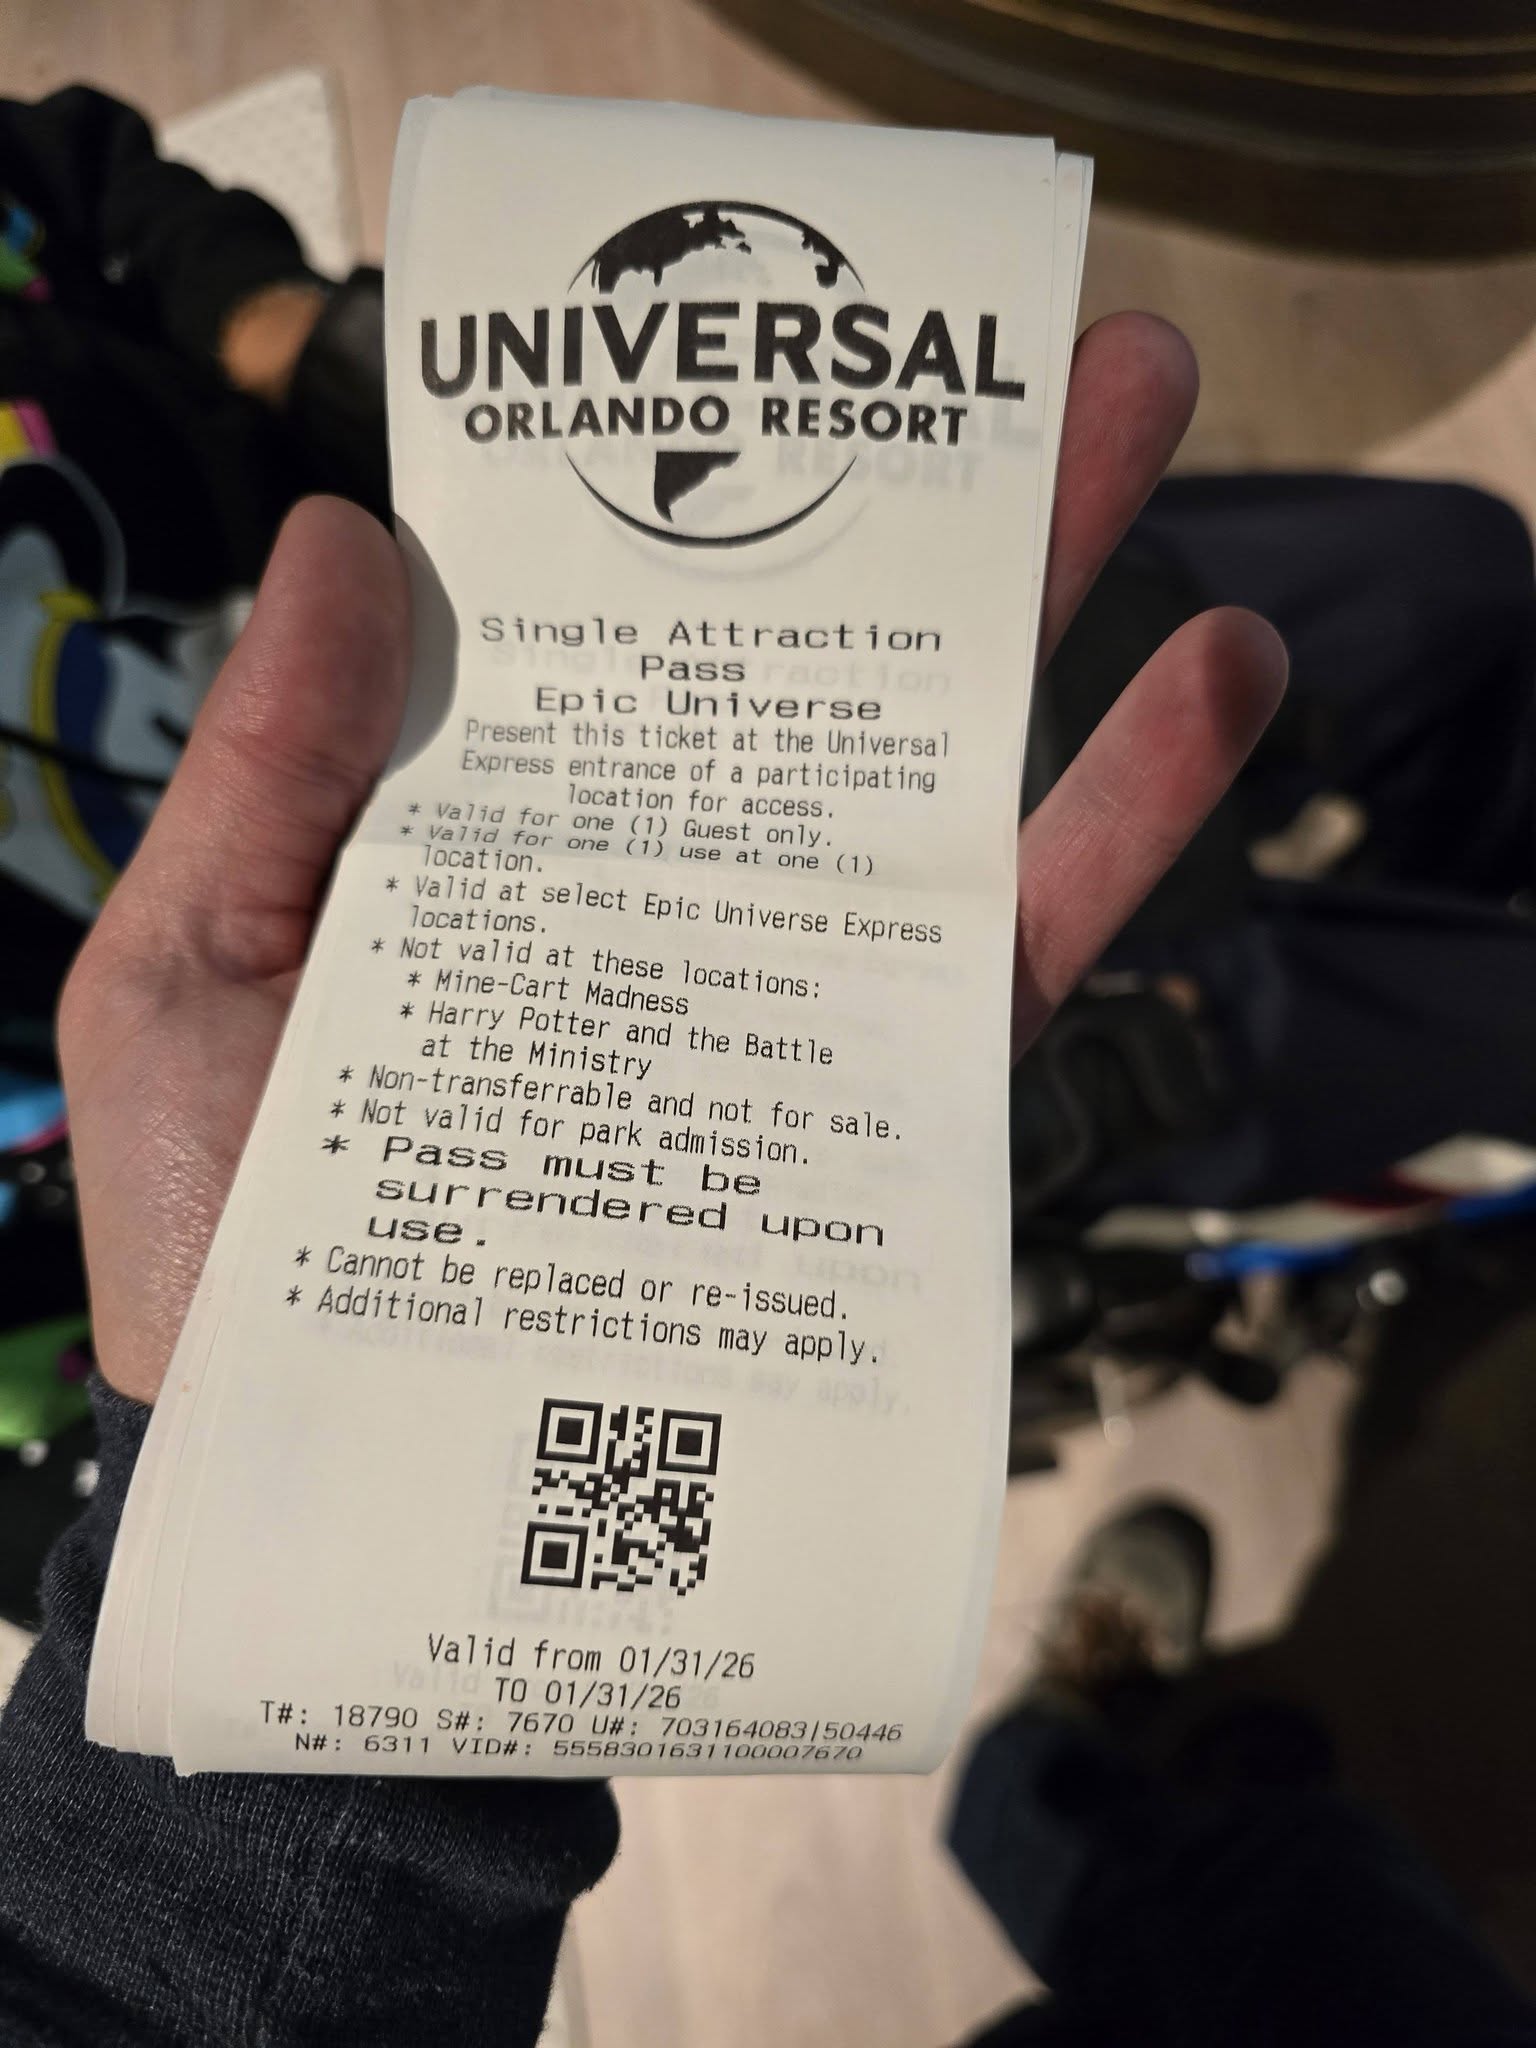 UNIVERSAL
ORLANDO RESORT
Single Attraction
Pass
Epic Universe
Present this ticket at the Universal
Express entrance of a participating
location for access.
* Valid for one (1) Guest only.
* Valid for one (1) use at one (1)
location.
* Valid at select Epic Universe Express
locations.
* Not valid at these locations:
* Mine-Cart Madness
* Harry Potter and the Battle
at the Ministry
* Non-transferrable and not for sale.
* Not valid for park admission.
* Pass must be
surrendered upon
use.
* Cannot be replaced or re-issued.
* Additional restrictions may apply.
Valid from 01/31/26
TO 01/31/26
T#: 18790 S#: 7670 U#: 703164083|50446
N#: 6311 VID#: 5558301631100007670